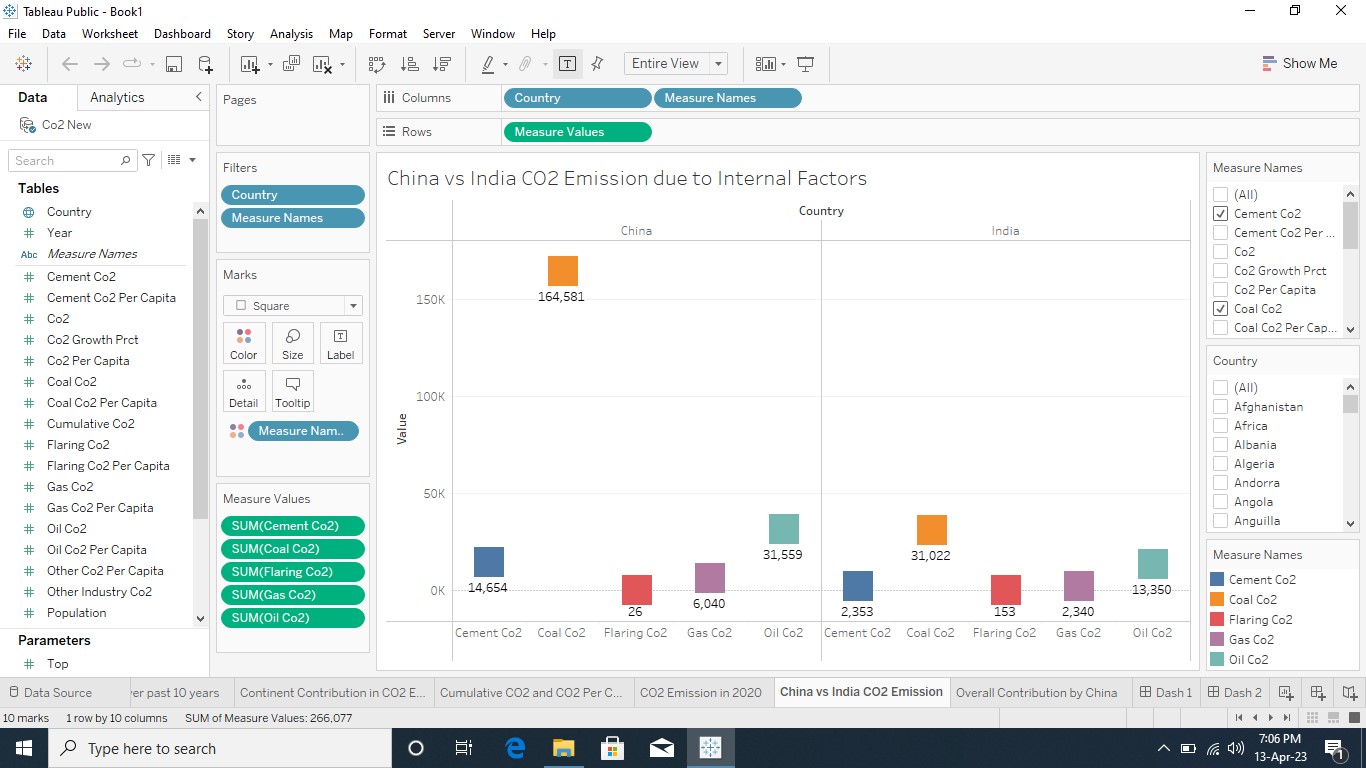 Tableau Public - Book1
File Data Worksheet Dashboard Story Analysis Map Format Server Window Help
Entire View
Show Me
Data Analytics
Co2 New
Search
Tables
Country
Year
Abc Measure Names
Cement Co2
Cement Co2 Per Capita
Co2
Co2 Growth Prct
Co2 Per Capita
Coal Co2
Coal Co2 Per Capita
Cumulative Co2
Flaring Co2
Flaring Co2 Per Capita
Gas Co2
Gas Co2 Per Capita
Oil Co2
Oil Co2 Per Capita
Other Co2 Per Capita
Other Industry Co2
Population
Parameters
Top
Pages
Filters
Country
Measure Names
Marks
Square
Color Size Label
Detail Tooltip
Measure Nam..
Measure Values
SUM(Cement Co2)
SUM(Coal Co2)
SUM(Flaring Co2)
SUM(Gas Co2)
SUM(Oil Co2)
Columns Country Measure Names
Rows Measure Values
China vs India CO2 Emission due to Internal Factors
Country
China India
150K
100K
50K
0K
Value
164,581
14,654
26
6,040
31,559
2,353
31,022
153
2,340
13,350
Cement Co2 Coal Co2 Flaring Co2 Gas Co2 Oil Co2 Cement Co2 Coal Co2 Flaring Co2 Gas Co2 Oil Co2
Measure Names
(All)
Cement Co2
Cement Co2 Per ...
Co2
Co2 Growth Prct
Co2 Per Capita
Coal Co2
Coal Co2 Per Cap...
Country
(All)
Afghanistan
Africa
Albania
Algeria
Andorra
Angola
Anguilla
Measure Names
Cement Co2
Coal Co2
Flaring Co2
Gas Co2
Oil Co2
Data Source er past 10 years Continent Contribution in CO2 E... Cumulative CO2 and CO2 Per C... CO2 Emission in 2020 China vs India CO2 Emission Overall Contribution by China Dash 1 Dash 2
10 marks 1 row by 10 columns SUM of Measure Values: 266,077
Type here to search
7:06 PM
13-Apr-23
1